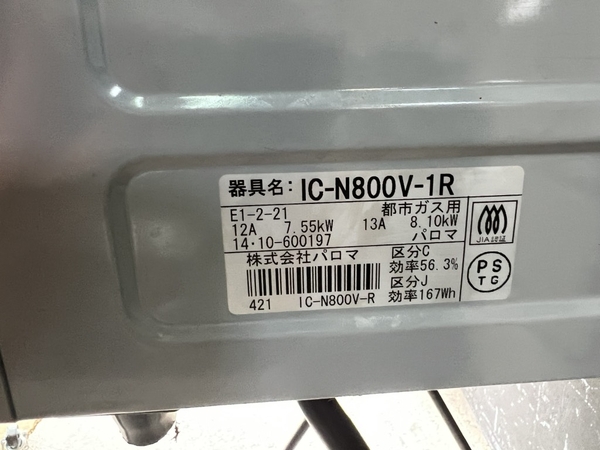 器具名: IC-N800V-1R
E1-2-21 都市ガス用
12A 7.55kW 13A 8.10kW
14・10-600197 パロマ
株式会社パロマ 区分C
効率56.3%
区分J
421 IC-N800V-R 効率167Wh
JIA認証
PS
TG